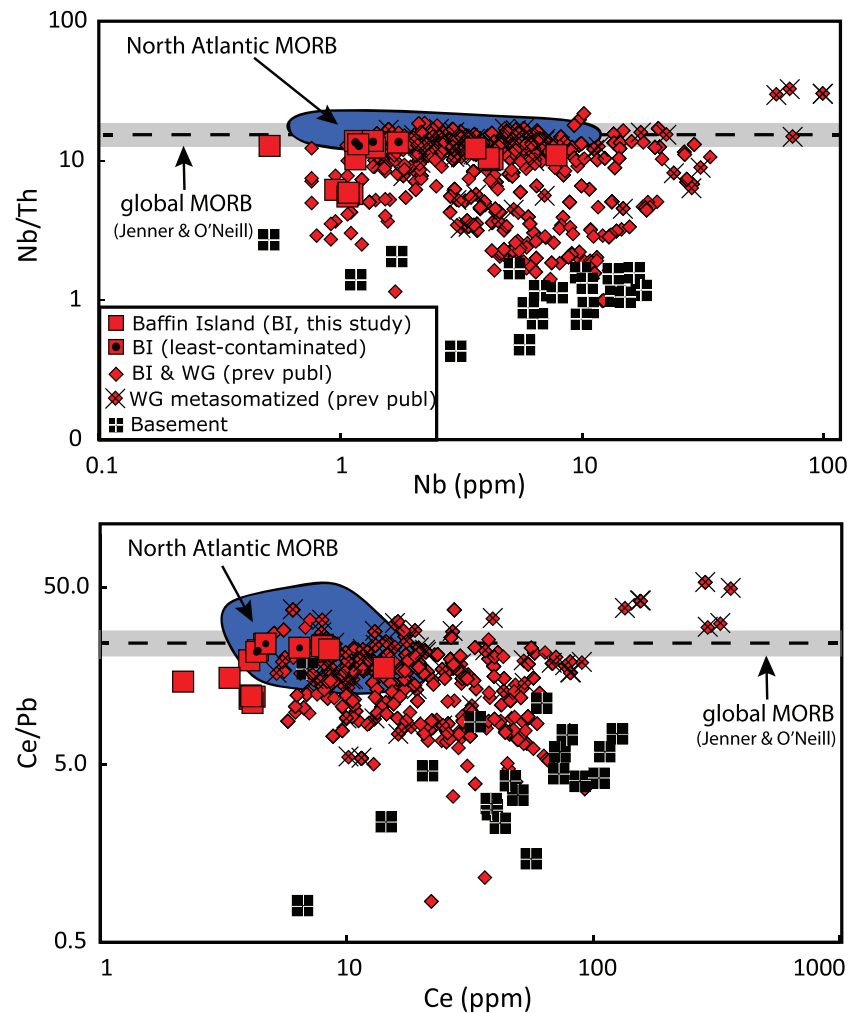 100
North Atlantic MORB
10
global MORB
(Jenner & O'Neill)
Nb/Th
1
Baffin Island (BI, this study)
BI (least-contaminated)
BI & WG (prev publ)
WG metasomatized (prev publ)
Basement
0
0.1 1 10 100
Nb (ppm)
North Atlantic MORB
50.0
global MORB
(Jenner & O'Neill)
Ce/Pb
5.0
0.5
1 10 100 1000
Ce (ppm)